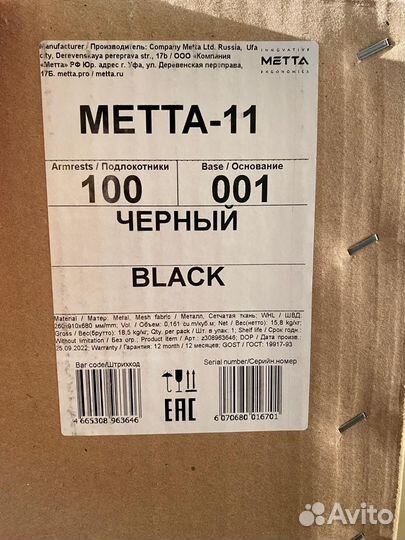 Manufacturer / Производитель: Company Metta Ltd. Russia, Ufa
city, Derevenskaya pereprava str., 17b / ООО «Компания
«Метта» РФ Юр. адрес г. Уфа, ул. Деревенская переправа,
17Б. metta.pro / metta.ru
INNOVATIVE
METTA
ERGONOMICS
METTA-11
Armrests / Подлокотники
100
Base / Основание
001
ЧЕРНЫЙ
BLACK
Material / Матер: Metal, Mesh fabric / Металл, Сетчатая ткань; WHL / ШВД:
260x910x680 мм/mm; Vol. / Объем: 0,161 cu.m/куб.м; Net / Вес(нетто): 15,8 kg/кг;
Gross / Вес(брутто): 18,5 kg/кг; Qty. per pack / Шт. в упак.: 1; Shelf life / Срок годн.:
Without limitation / Без огр.; Product item / Арт.: z308963646; DOP / Дата произв.:
25.09.2022; Warranty / Гарантия: 12 month / 12 месяцев; GOST / ГОСТ: 19917-93
Bar code/Штрихкод
4 665308 963646
EAC
Serial number/Серийн.номер
6 070680 016701
Avito